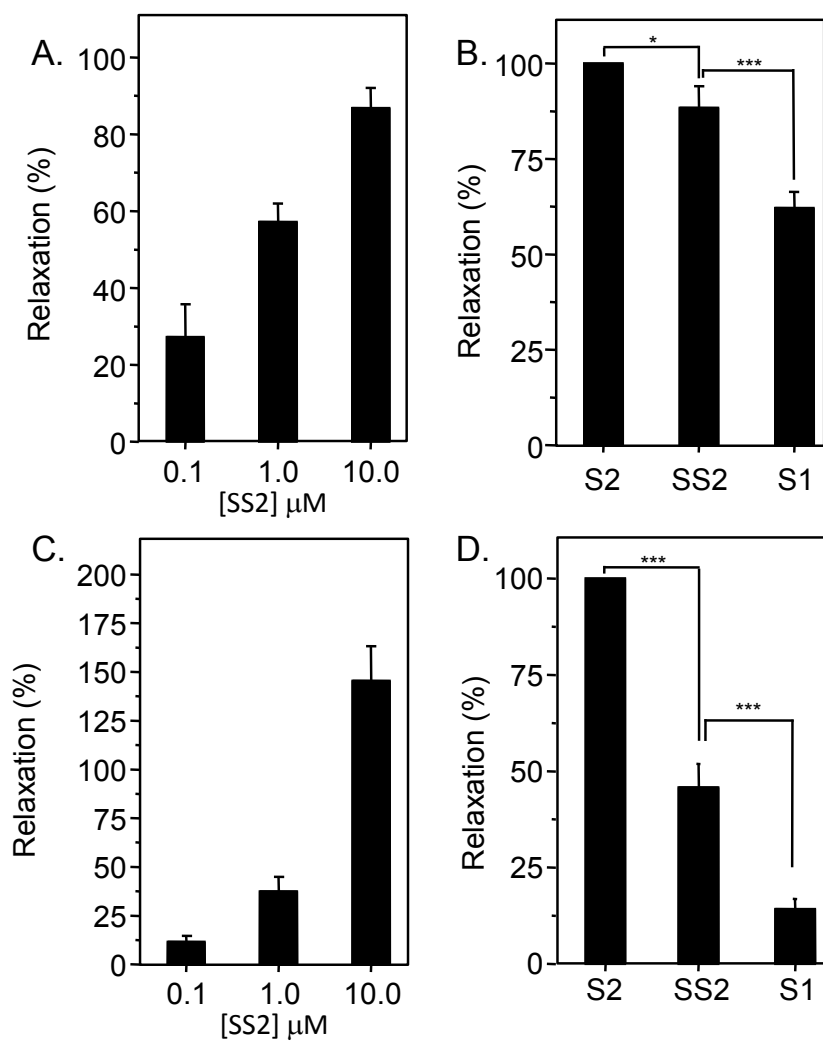 A.
Relaxation (%)
100
80
60
40
20
0
0.1 1.0 10.0
[SS2] μM
B.
Relaxation (%)
100
75
50
25
0
*
***
S2 SS2 S1
C.
Relaxation (%)
200
175
150
125
100
75
50
25
0
0.1 1.0 10.0
[SS2] μM
D.
Relaxation (%)
100
75
50
25
0
***
***
S2 SS2 S1